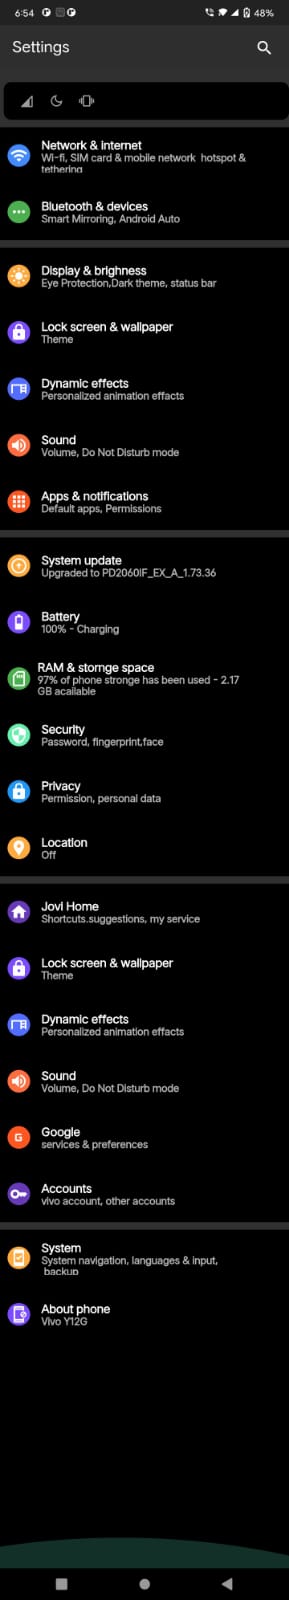 6:54 48%
Settings
Network & internet
Wi-fi, SIM card & mobile network hotspot &
tethering
Bluetooth & devices
Smart Mirroring, Android Auto
Display & brighness
Eye Protection,Dark theme, status bar
Lock screen & wallpaper
Theme
Dynamic effects
Personalized animation effects
Sound
Volume, Do Not Disturb mode
Apps & notifications
Default apps, Permissions
System update
Upgraded to PD2060IF_EX_A_1.73.36
Battery
100% - Charging
RAM & stornge space
97% of phone stronge has been used - 2.17
GB acailable
Security
Password, fingerprint,face
Privacy
Permission, personal data
Location
Off
Jovi Home
Shortcuts.suggestions, my service
Lock screen & wallpaper
Theme
Dynamic effects
Personalized animation effects
Sound
Volume, Do Not Disturb mode
G
Google
services & preferences
Accounts
vivo account, other accounts
System
System navigation, languages & input,
backup
About phone
Vivo Y12G